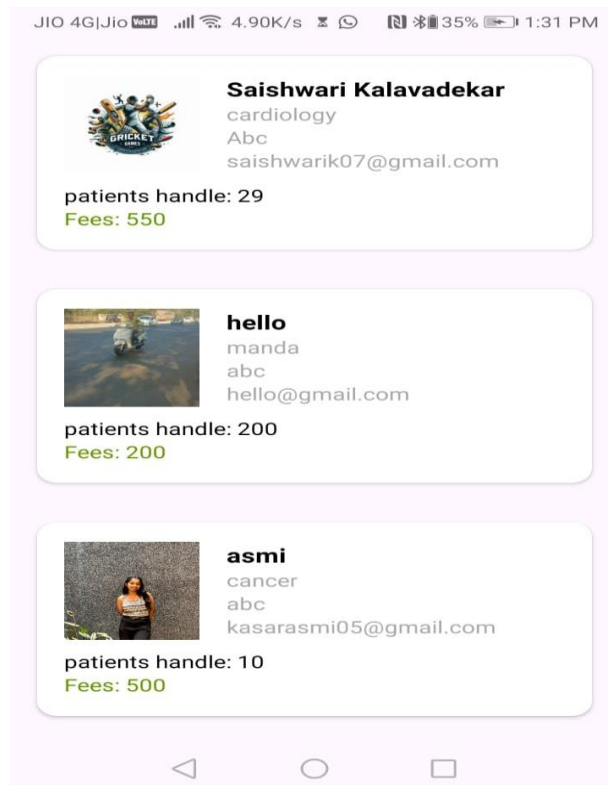 JIO 4G|Jio VoLTE 4.90K/s 35% 1:31 PM
Saishwari Kalavadekar
cardiology
Abc
saishwarik07@gmail.com
CRICKET
GAMES
patients handle: 29
Fees: 550
hello
manda
abc
hello@gmail.com
patients handle: 200
Fees: 200
asmi
cancer
abc
kasarasmi05@gmail.com
patients handle: 10
Fees: 500